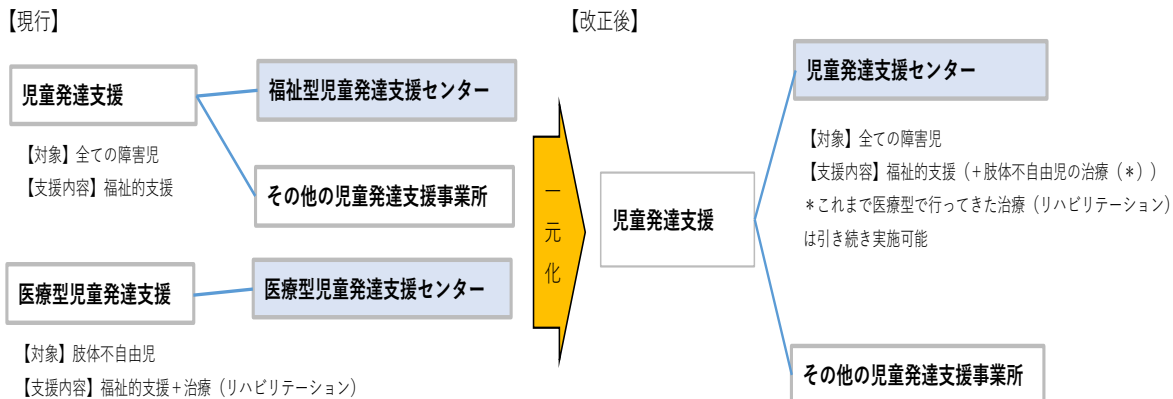 【現行】
児童発達支援
福祉型児童発達支援センター
【対象】全ての障害児
【支援内容】福祉的支援
その他の児童発達支援事業所
医療型児童発達支援
医療型児童発達支援センター
【対象】肢体不自由児
【支援内容】福祉的支援+治療（リハビリテーション）
一元化
【改正後】
児童発達支援
児童発達支援センター
【対象】全ての障害児
【支援内容】福祉的支援（+肢体不自由児の治療（*））
*これまで医療型で行ってきた治療（リハビリテーション）
は引き続き実施可能
その他の児童発達支援事業所